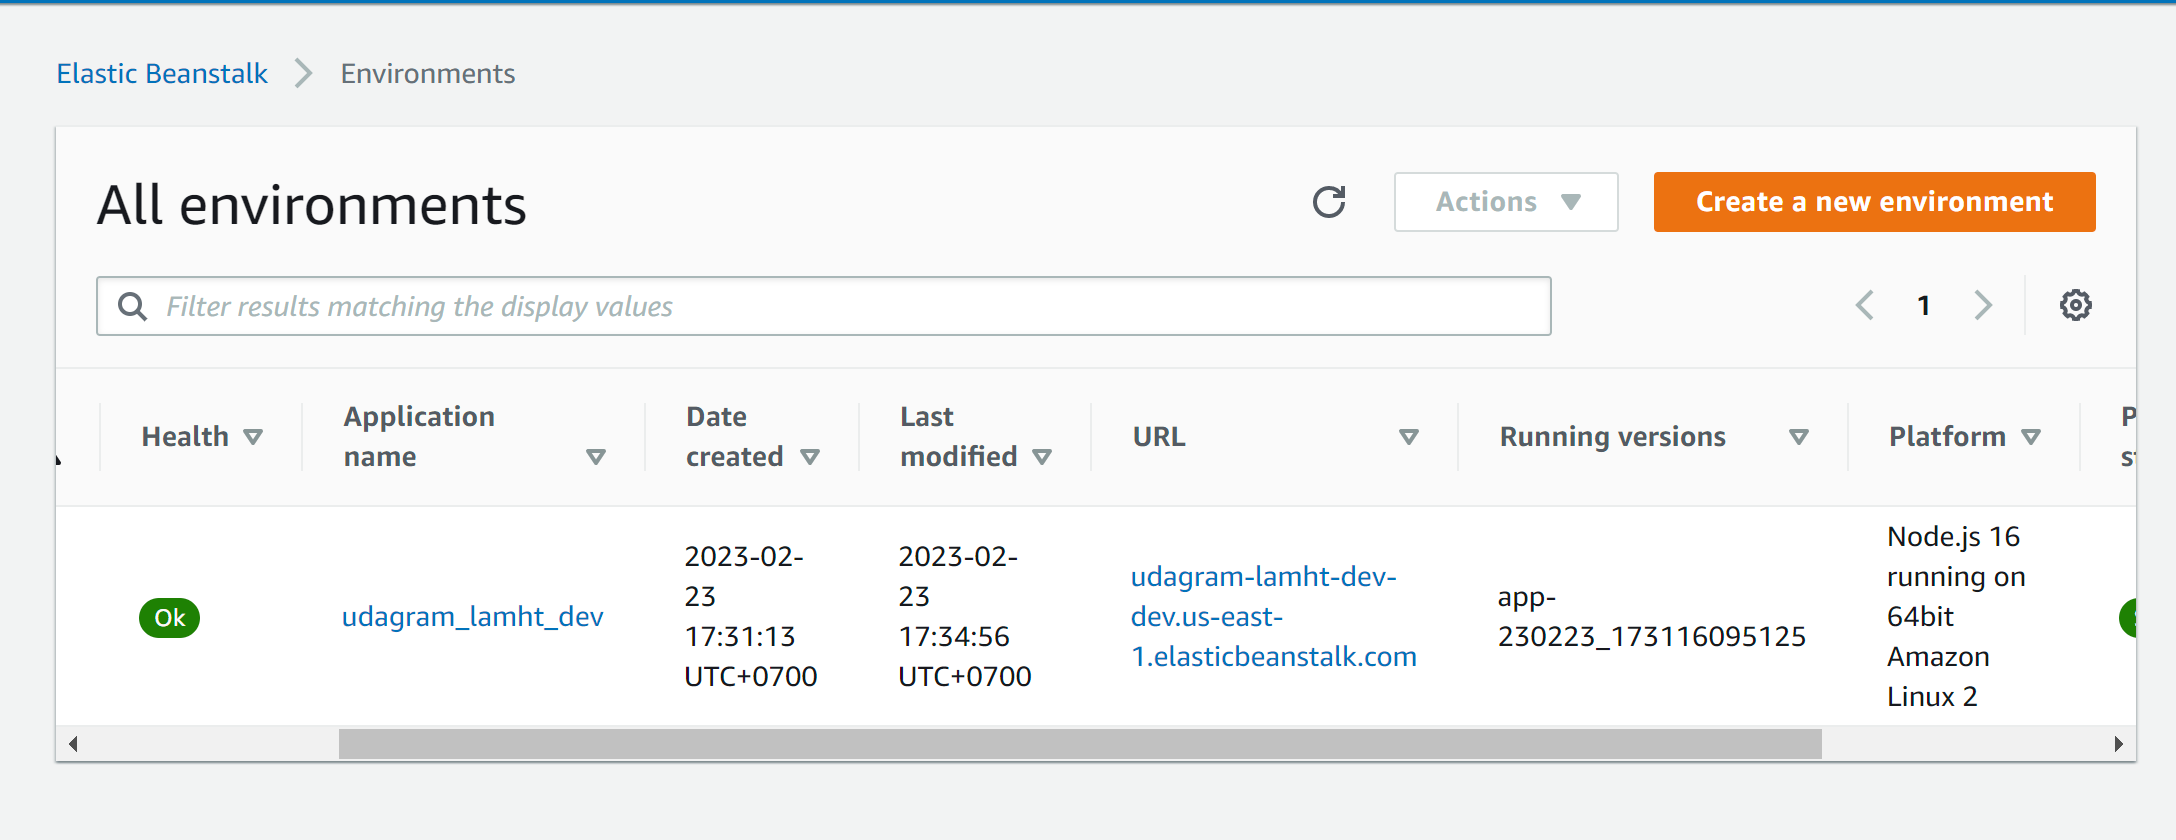 Elastic Beanstalk Environments
All environments
Actions
Create a new environment
Filter results matching the display values
1
Health
Application
name
Date
created
Last
modified
URL
Running versions
Platform
Ok
udagram_lamht_dev
2023-02-
23
17:31:13
UTC+0700
2023-02-
23
17:34:56
UTC+0700
udagram-lamht-dev-
dev.us-east-
1.elasticbeanstalk.com
app-
230223_173116095125
Node.js 16
running on
64bit
Amazon
Linux 2